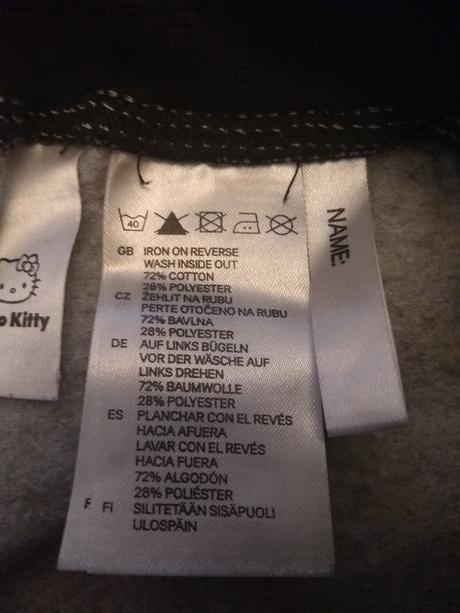 40
GB IRON ON REVERSE
WASH INSIDE OUT
72% COTTON
28% POLYESTER
CZ ŽEHLIT NA RUBU
PERTE OTOČENO NA RUBU
72% BAVLNA
28% POLYESTER
DE AUF LINKS BÜGELN
VOR DER WÄSCHE AUF
LINKS DREHEN
72% BAUMWOLLE
28% POLYESTER
ES PLANCHAR CON EL REVÉS
HACIA AFUERA
LAVAR CON EL REVÉS
HACIA FUERA
72% ALGODÓN
28% POLIÉSTER
F FI SILITETÄÄN SISÄPUOLI
ULOSPÄIN
NAME:
o Kitty